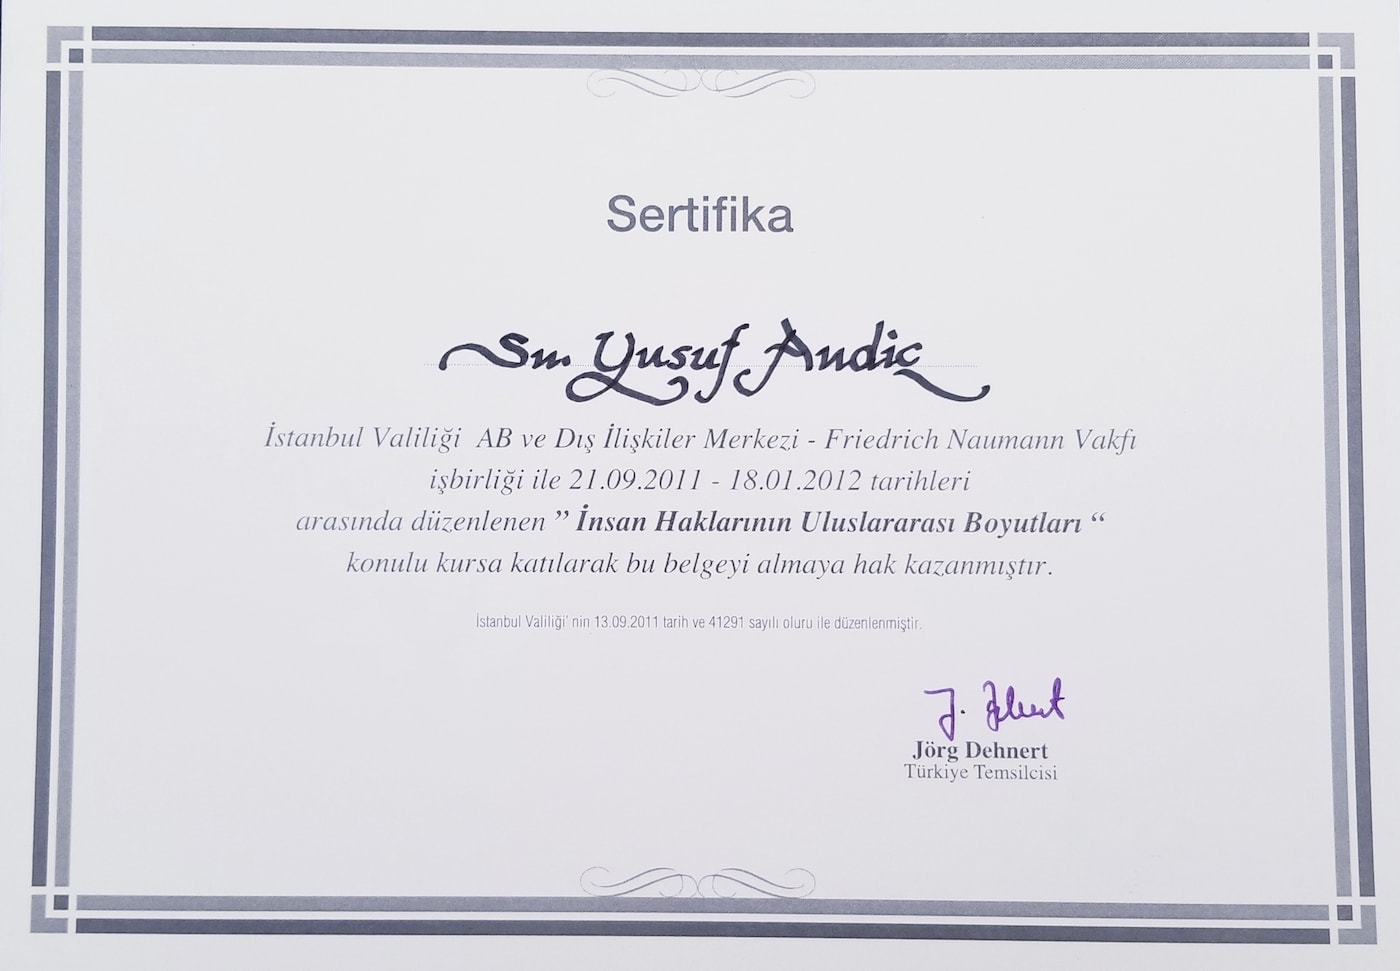 Sertifika
Sn. Yusuf Andiç
İstanbul Valiliği AB ve Dış İlişkiler Merkezi - Friedrich Naumann Vakfı
işbirliği ile 21.09.2011 - 18.01.2012 tarihleri
arasında düzenlenen ” İnsan Haklarının Uluslararası Boyutları “
konulu kursa katılarak bu belgeyi almaya hak kazanmıştır.
İstanbul Valiliği' nin 13.09.2011 tarih ve 41291 sayılı oluru ile düzenlenmiştir.
J. Dehnert
Jörg Dehnert
Türkiye Temsilcisi